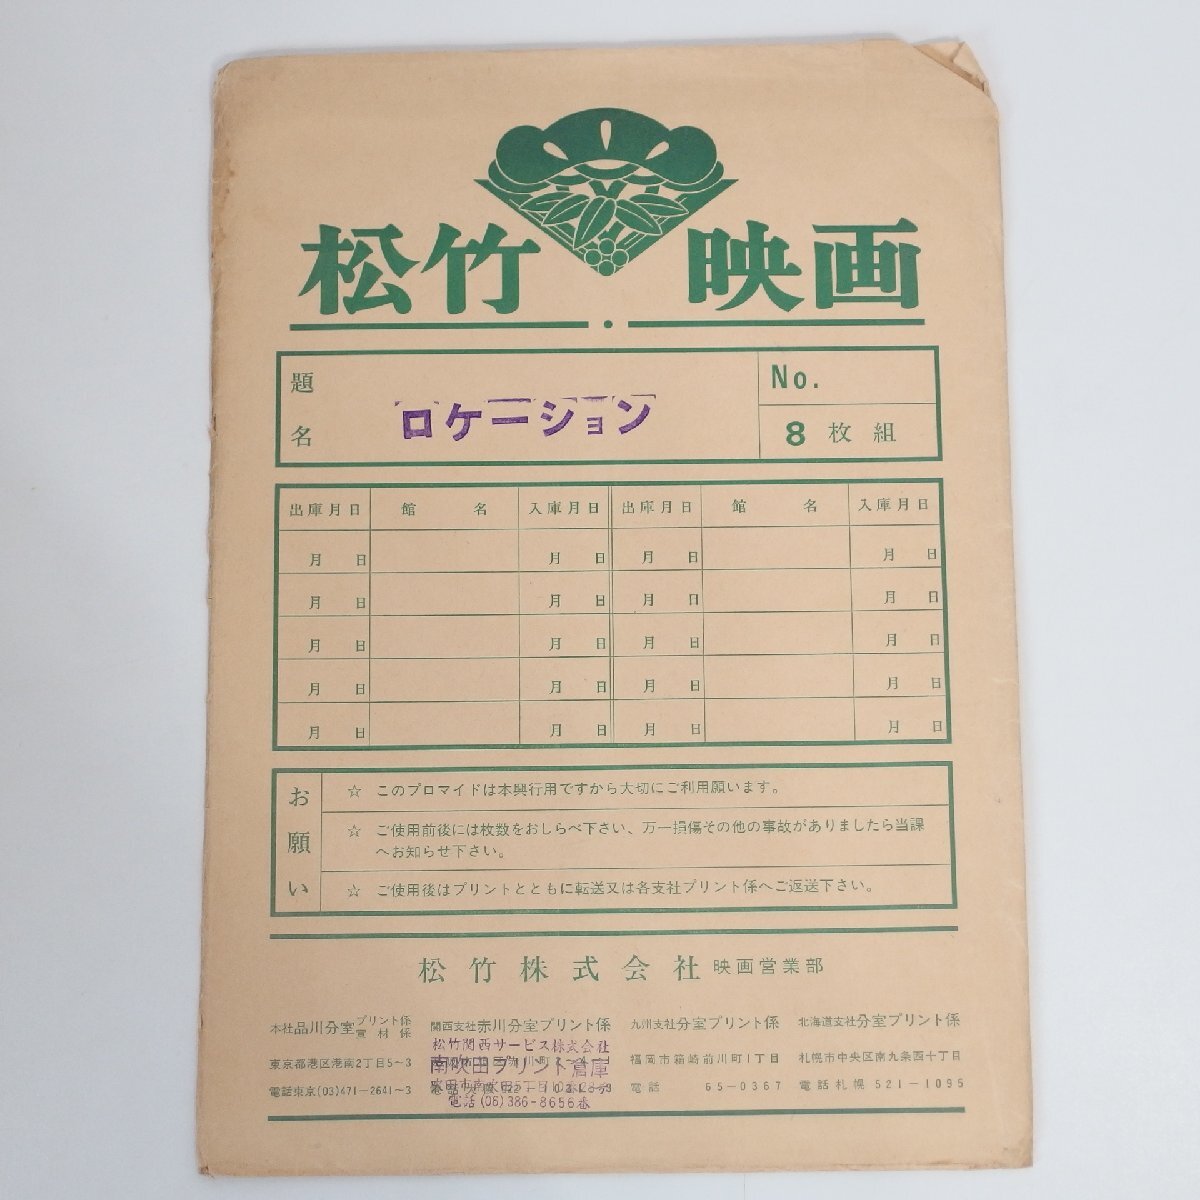 松竹・映画
題名
ロケーション
No.
8枚組
出庫月日 館名 入庫月日 出庫月日 館名 入庫月日
月 日 月 日 月 日 月 日
月 日 月 日 月 日 月 日
月 日 月 日 月 日 月 日
月 日 月 日 月 日 月 日
月 日 月 日 月 日 月 日
お願い
☆ このプロマイドは本興行用ですから大切にご利用願います。
☆ ご使用前後には枚数をおしらべ下さい、万一損傷その他の事故がありましたら当課
へお知らせ下さい。
☆ ご使用後はプリントとともに転送又は各支社プリント係へご返送下さい。
松竹株式会社 映画営業部
本社品川分室プリント係
宣材係
東京都港区港南2丁目5-3
電話東京(03)471-2641~3
関西支社赤川分室プリント係
松竹関西サービス株式会社
南吹田プリント倉庫
電話(06)386-8656番
九州支社分室プリント係
福岡市箱崎前川町1丁目
電話 65-0367
北海道支社分室プリント係
札幌市中央区南九条西十丁目
電話札幌 521-1095